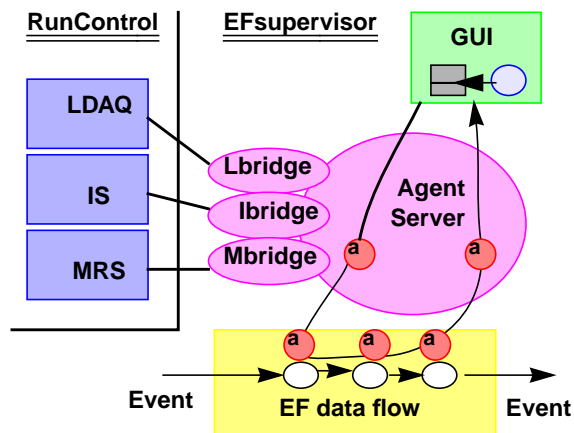 RunControl
EFsupervisor
GUI
LDAQ
IS
MRS
Lbridge
Ibridge
Mbridge
Agent
Server
a
a
a
a
a
Event
EF data flow
Event